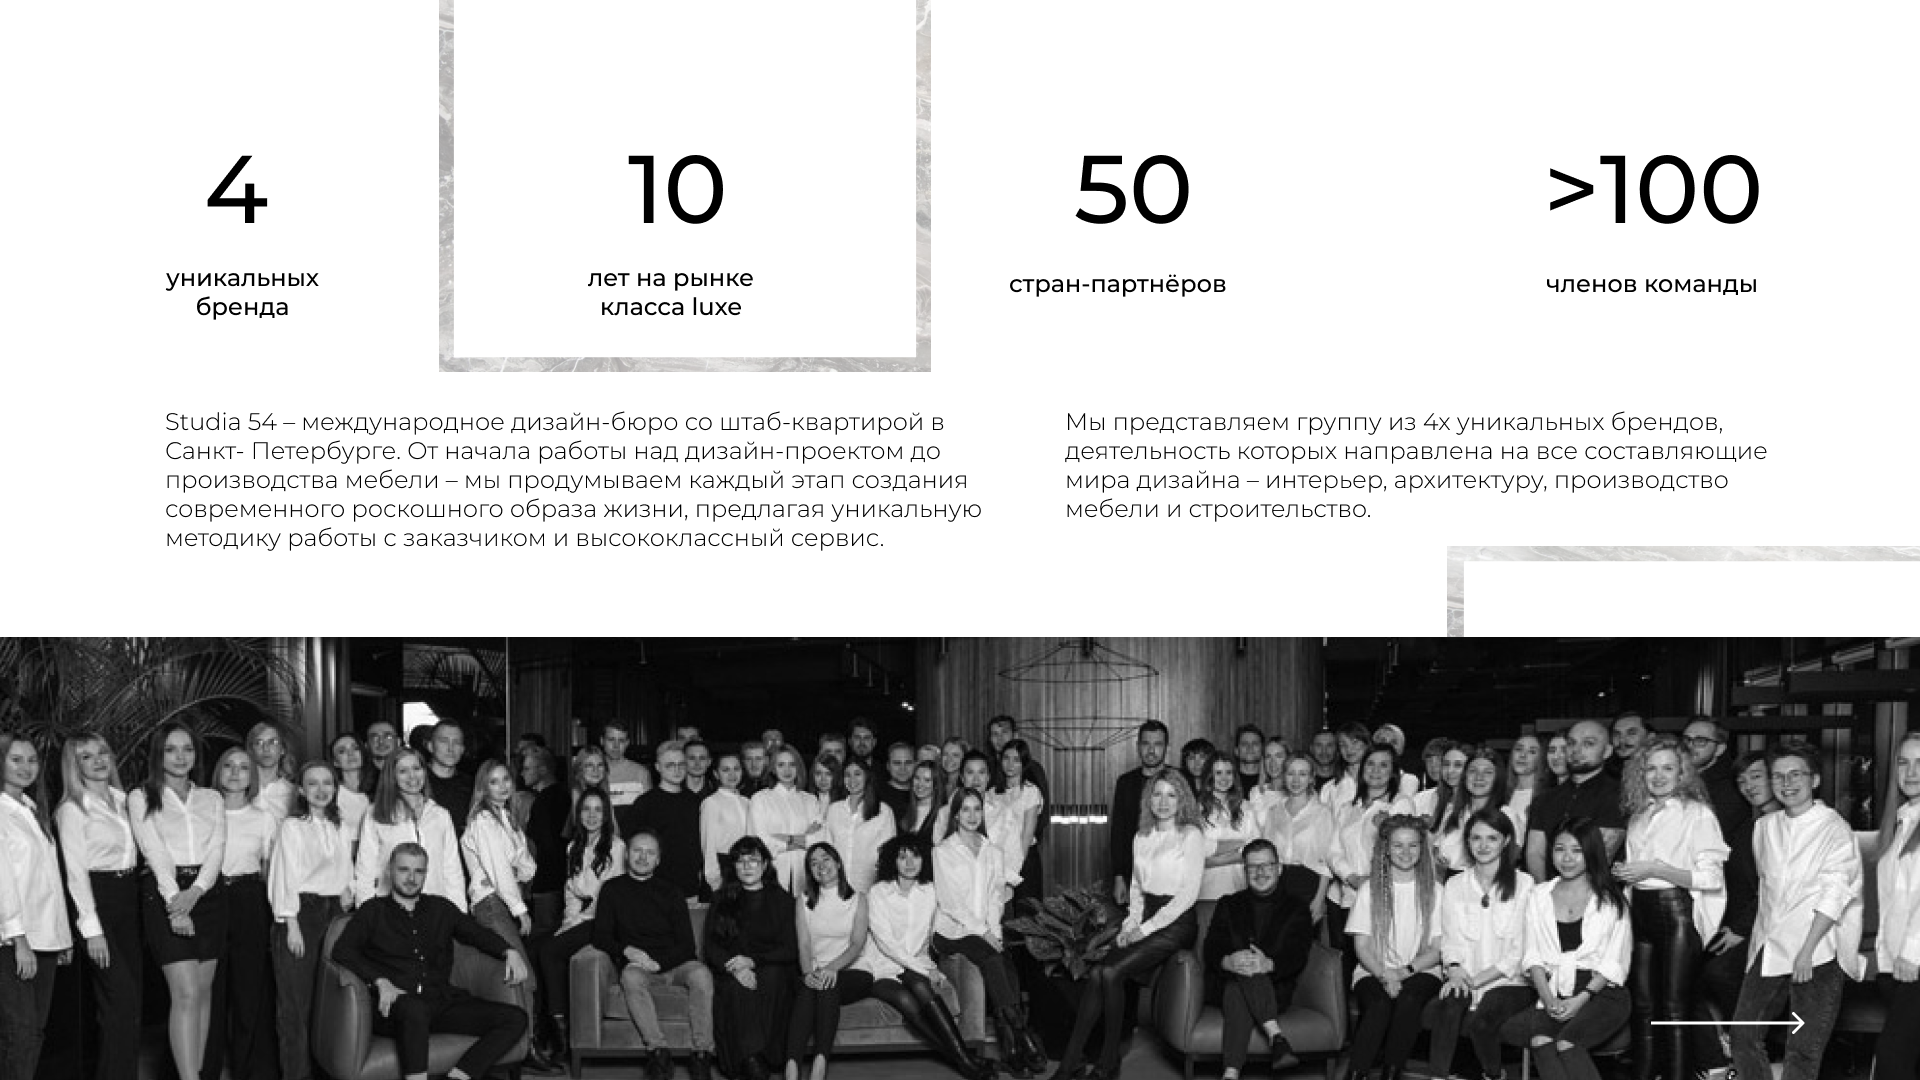 4
уникальных
бренда
10
лет на рынке
класса luxe
50
стран-партнёров
>100
членов команды
Studia 54 – международное дизайн-бюро со штаб-квартирой в
Санкт- Петербурге. От начала работы над дизайн-проектом до
производства мебели – мы продумываем каждый этап создания
современного роскошного образа жизни, предлагая уникальную
методику работы с заказчиком и высококлассный сервис.
Мы представляем группу из 4х уникальных брендов,
деятельность которых направлена на все составляющие
мира дизайна – интерьер, архитектуру, производство
мебели и строительство.